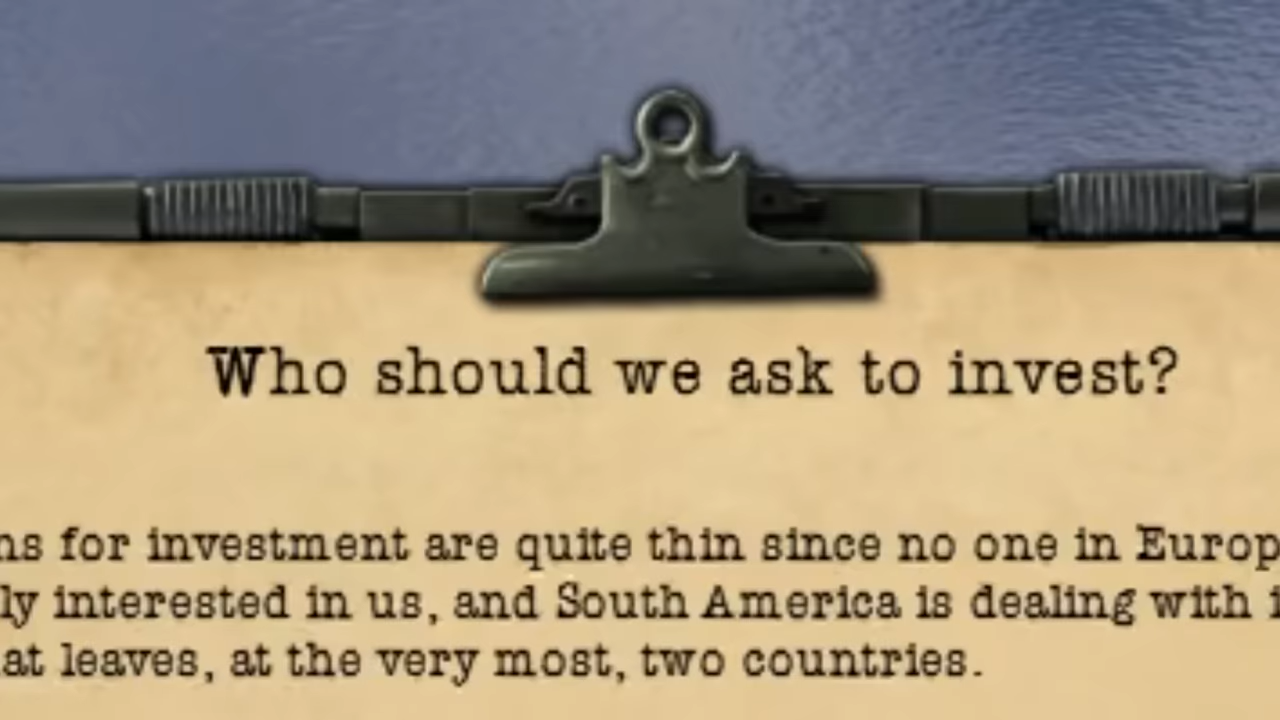 Who should we ask to invest?
ns for investment are quite thin since no one in Europ
ly interested in us, and South America is dealing with i
at leaves, at the very most, two countries.